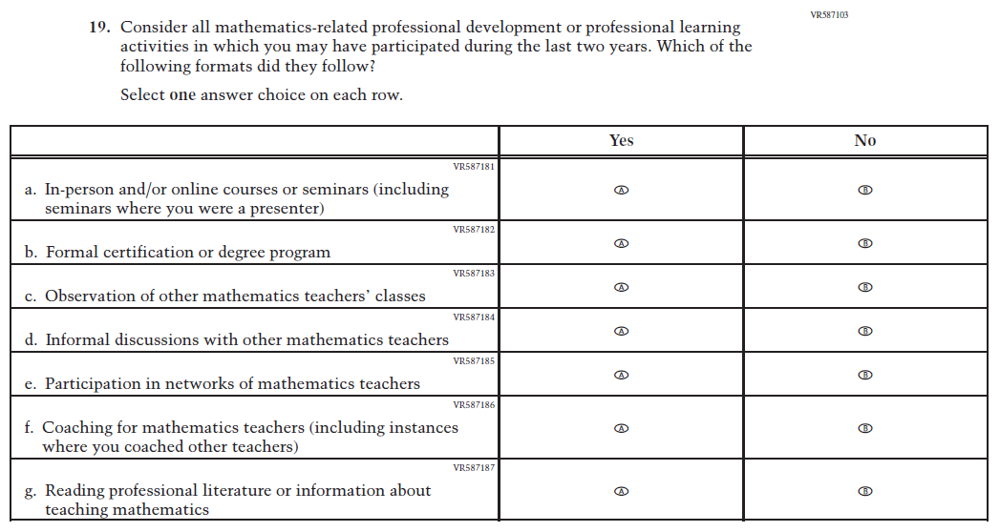 VR587103
19. Consider all mathematics-related professional development or professional learning
activities in which you may have participated during the last two years. Which of the
following formats did they follow?
Select one answer choice on each row.
Yes No
VR587181
a. In-person and/or online courses or seminars (including
seminars where you were a presenter)
A B
VR587182
b. Formal certification or degree program
A B
VR587183
c. Observation of other mathematics teachers' classes
A B
VR587184
d. Informal discussions with other mathematics teachers
A B
VR587185
e. Participation in networks of mathematics teachers
A B
VR587186
f. Coaching for mathematics teachers (including instances
where you coached other teachers)
A B
VR587187
g. Reading professional literature or information about
teaching mathematics
A B